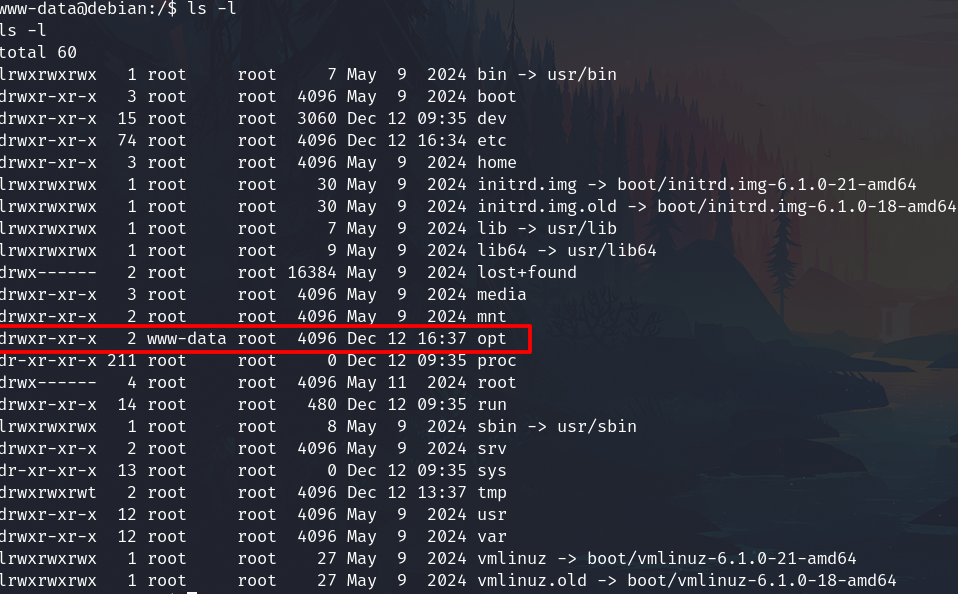 www-data@debian:/$ ls -l
ls -l
total 60
lrwxrwxrwx   1 root     root     7 May  9  2024 bin -> usr/bin
drwxr-xr-x   3 root     root  4096 May  9  2024 boot
drwxr-xr-x  15 root     root  3060 Dec 12 09:35 dev
drwxr-xr-x  74 root     root  4096 Dec 12 16:34 etc
drwxr-xr-x   3 root     root  4096 May  9  2024 home
lrwxrwxrwx   1 root     root    30 May  9  2024 initrd.img -> boot/initrd.img-6.1.0-21-amd64
lrwxrwxrwx   1 root     root    30 May  9  2024 initrd.img.old -> boot/initrd.img-6.1.0-18-amd64
lrwxrwxrwx   1 root     root     7 May  9  2024 lib -> usr/lib
lrwxrwxrwx   1 root     root     9 May  9  2024 lib64 -> usr/lib64
drwx------   2 root     root 16384 May  9  2024 lost+found
drwxr-xr-x   3 root     root  4096 May  9  2024 media
drwxr-xr-x   2 root     root  4096 May  9  2024 mnt
drwxr-xr-x   2 www-data root  4096 Dec 12 16:37 opt
dr-xr-xr-x 211 root     root     0 Dec 12 09:35 proc
drwx------   4 root     root  4096 May 11  2024 root
drwxr-xr-x  14 root     root   480 Dec 12 09:35 run
lrwxrwxrwx   1 root     root     8 May  9  2024 sbin -> usr/sbin
drwxr-xr-x   2 root     root  4096 May  9  2024 srv
dr-xr-xr-x  13 root     root     0 Dec 12 09:35 sys
drwxrwxrwt   2 root     root  4096 Dec 12 13:37 tmp
drwxr-xr-x  12 root     root  4096 May  9  2024 usr
drwxr-xr-x  12 root     root  4096 May  9  2024 var
lrwxrwxrwx   1 root     root    27 May  9  2024 vmlinuz -> boot/vmlinuz-6.1.0-21-amd64
lrwxrwxrwx   1 root     root    27 May  9  2024 vmlinuz.old -> boot/vmlinuz-6.1.0-18-amd64